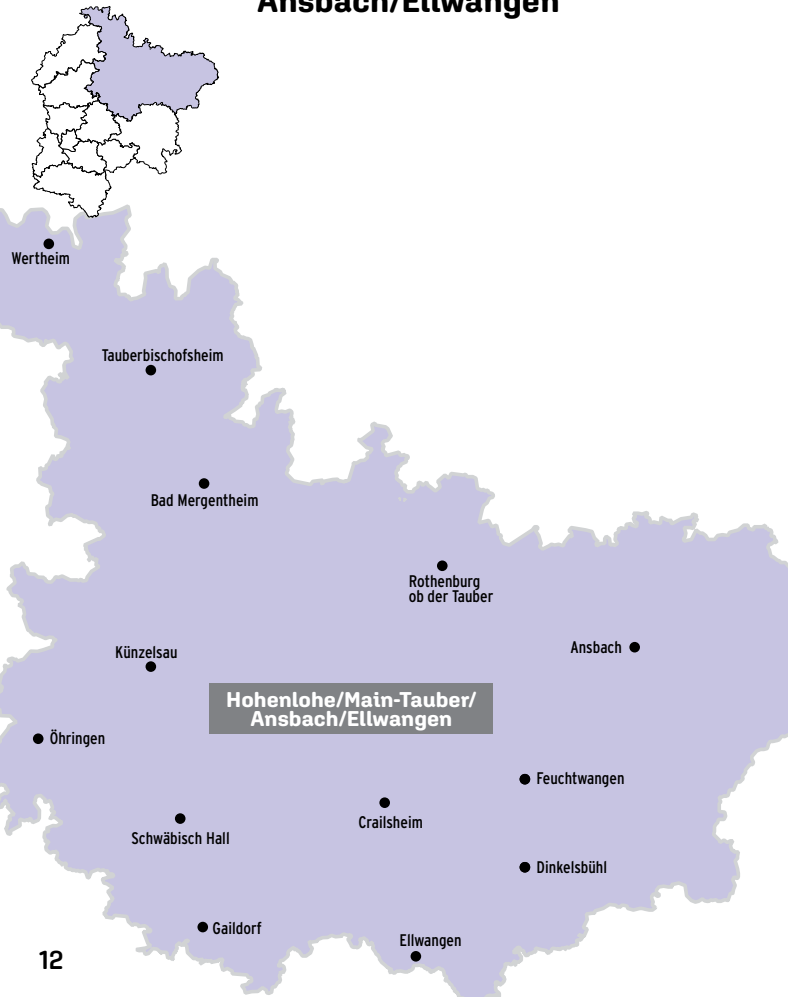 Ansbach/Ellwangen
Wertheim
Tauberbischofsheim
Bad Mergentheim
Rothenburg
ob der Tauber
Ansbach
Künzelsau
Hohenlohe/Main-Tauber/
Ansbach/Ellwangen
Öhringen
Feuchtwangen
Crailsheim
Schwäbisch Hall
Dinkelsbühl
Gaildorf
Ellwangen
12